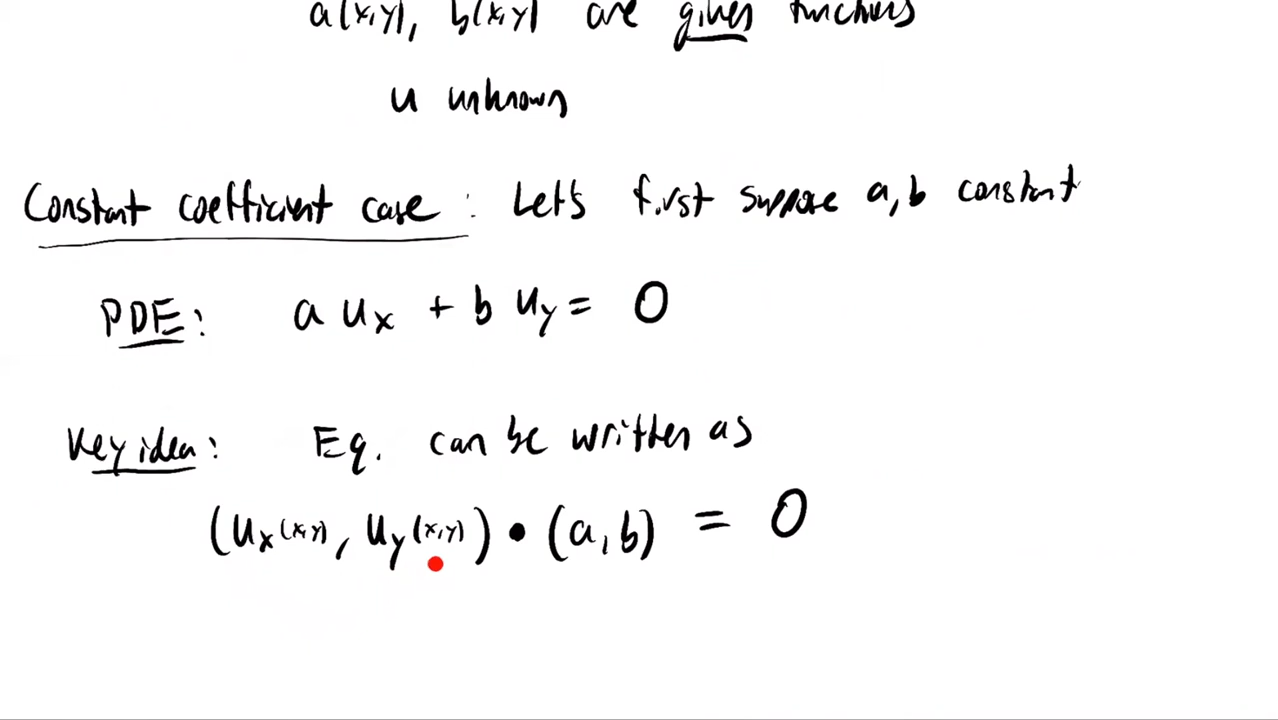 a(x,y), b(x,y) are given functions
u unknown
Constant coefficient case: Let's first suppose a,b constant
PDE: a u_x + b u_y = 0
Key idea: Eq. can be written as
(u_x(x,y), u_y(x,y)) • (a,b) = 0